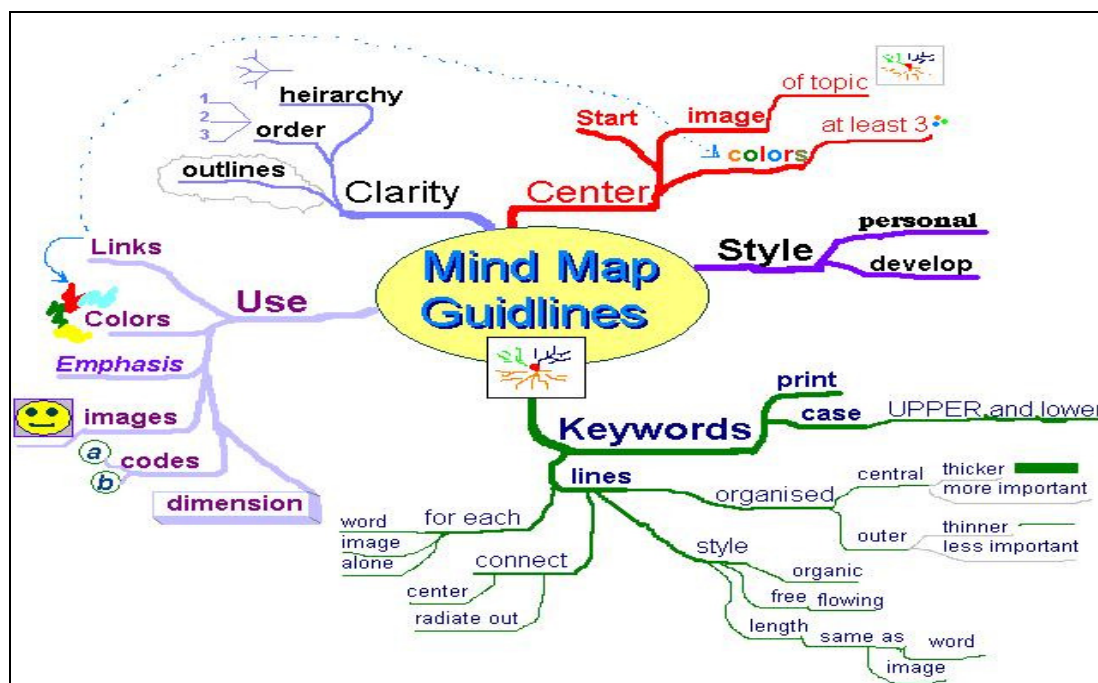 Mind Map
Guidlines
Center
Start
image
of topic
colors
at least 3
Style
personal
develop
Keywords
print
case
UPPER and lower
lines
organised
central
thicker
more important
outer
thinner
less important
style
organic
free flowing
length
same as
word
image
connect
center
radiate out
for each
word
image
alone
Use
Links
Colors
Emphasis
images
codes
a
b
dimension
Clarity
heirarchy
order
1
2
3
outlines